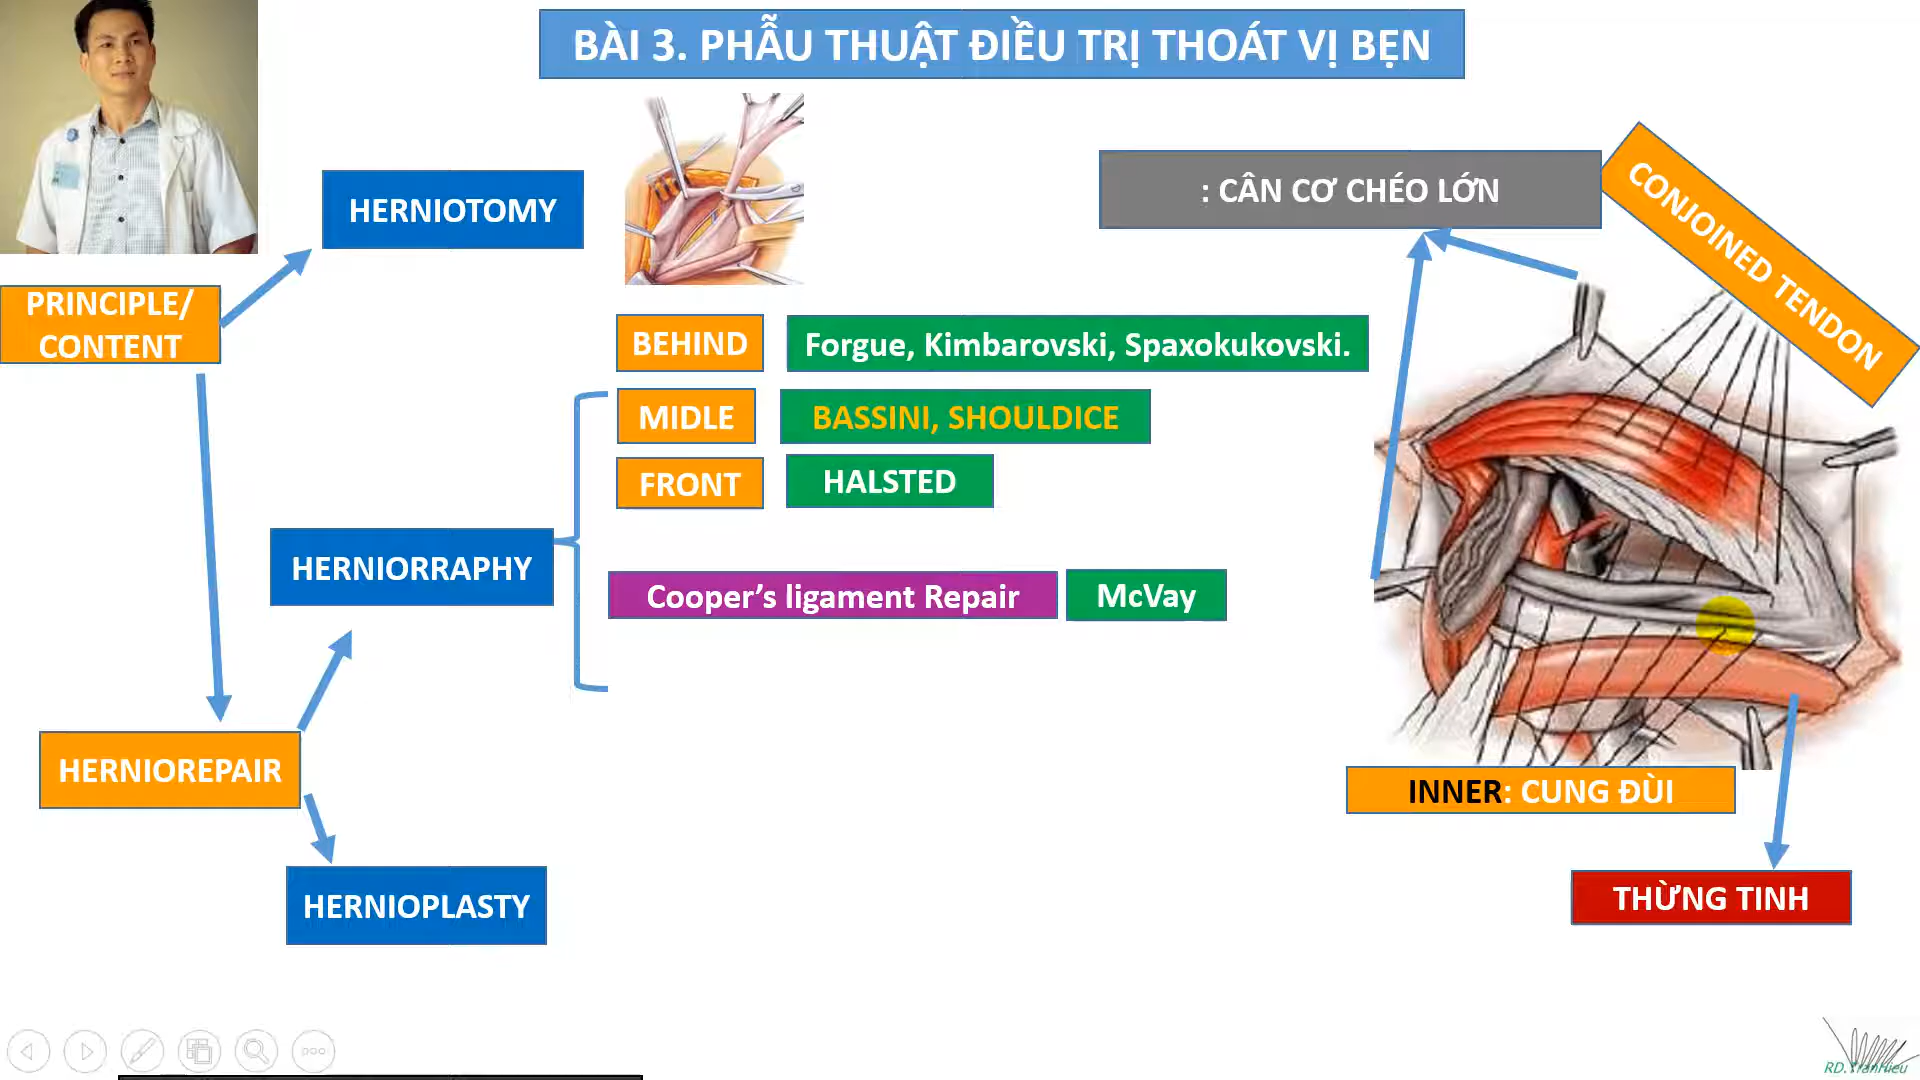 BÀI 3. PHẪU THUẬT ĐIỀU TRỊ THOÁT VỊ BẸN
HERNIOTOMY
: CÂN CƠ CHÉO LỚN
CONJOINED TENDON
PRINCIPLE/
CONTENT
BEHIND
Forgue, Kimbarovski, Spaxokukovski.
MIDLE
BASSINI, SHOULDICE
FRONT
HALSTED
HERNIORRAPHY
Cooper’s ligament Repair
McVay
HERNIOREPAIR
INNER: CUNG ĐÙI
HERNIOPLASTY
THỪNG TINH
RD.TranHieu